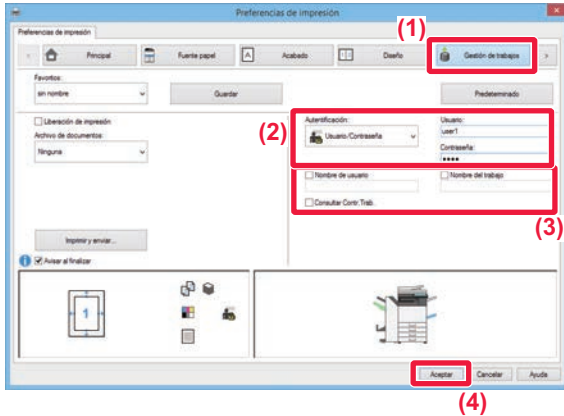 Preferencias de impresión
(1)
Preferencias de impresión
Principal
Fuente papel
A
Acabado
Diseño
Gestión de trabajos
Favoritos:
sin nombre
Guardar
Predeterminado
Liberación de impresión
Archivo de documentos:
Ninguna
(2)
Autentificación:
Usuario/Contraseña
Usuario:
user1
Contraseña:
••••
Nombre de usuario
Nombre del trabajo
Consultar Contr.Trab.
(3)
Imprimir y enviar...
Avisar al finalizar
1
Aceptar
Cancelar
Ayuda
(4)